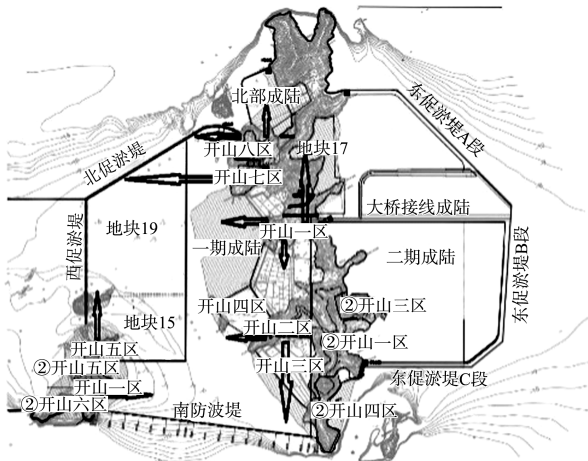 北部成陆
东促淤堤A段
开山八区
地块17
北促淤堤
开山七区
大桥接线成陆
地块19
开山一区
西促淤堤
一期成陆
二期成陆
东促淤堤B段
开山四区
②开山三区
地块15
开山二区
②开山一区
开山五区
②开山五区
开山三区
东促淤堤C段
开山一区
②开山六区
南防波堤
②开山四区